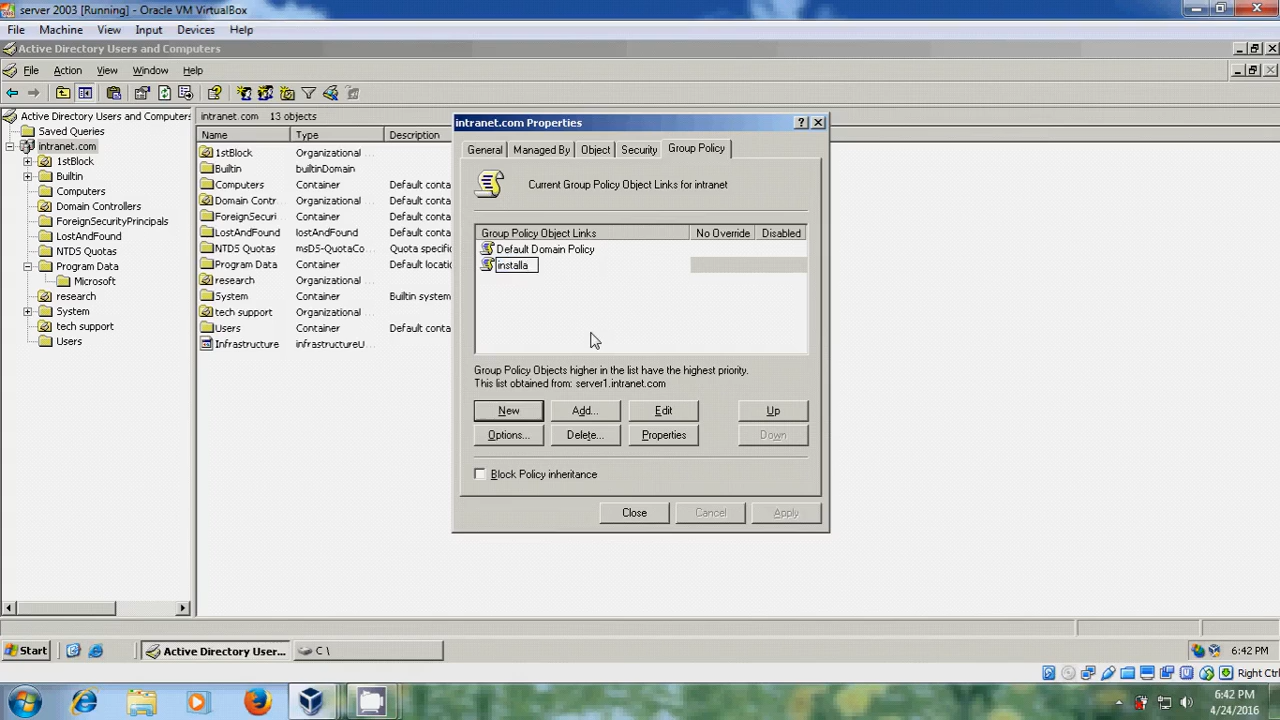 server 2003 [Running] - Oracle VM VirtualBox
File Machine View Input Devices Help
Active Directory Users and Computers
File Action View Window Help
Active Directory Users and Computers
Saved Queries
intranet.com
1stBlock
Builtin
Computers
Domain Controllers
ForeignSecurityPrincipals
LostAndFound
NTDS Quotas
Program Data
Microsoft
research
System
tech support
Users
intranet.com 13 objects
Name Type Description
1stBlock Organizational ...
Builtin builtinDomain
Computers Container Default conta
Domain Contr... Organizational ... Default conta
ForeignSecuri... Container Default conta
LostAndFound lostAndFound Default conta
NTDS Quotas msDS-QuotaCo... Quota specific
Program Data Container Default locatio
research Organizational ...
System Container Builtin system
tech support Organizational ...
Users Container Default conta
Infrastructure infrastructureU...
intranet.com Properties
General Managed By Object Security Group Policy
Current Group Policy Object Links for intranet
Group Policy Object Links No Override Disabled
Default Domain Policy
installa
Group Policy Objects higher in the list have the highest priority.
This list obtained from: server1.intranet.com
New Add... Edit Up
Options... Delete... Properties Down
Block Policy inheritance
Close Cancel Apply
Start Active Directory User... C:\ 6:42 PM
Right Ctrl
6:42 PM
4/24/2016